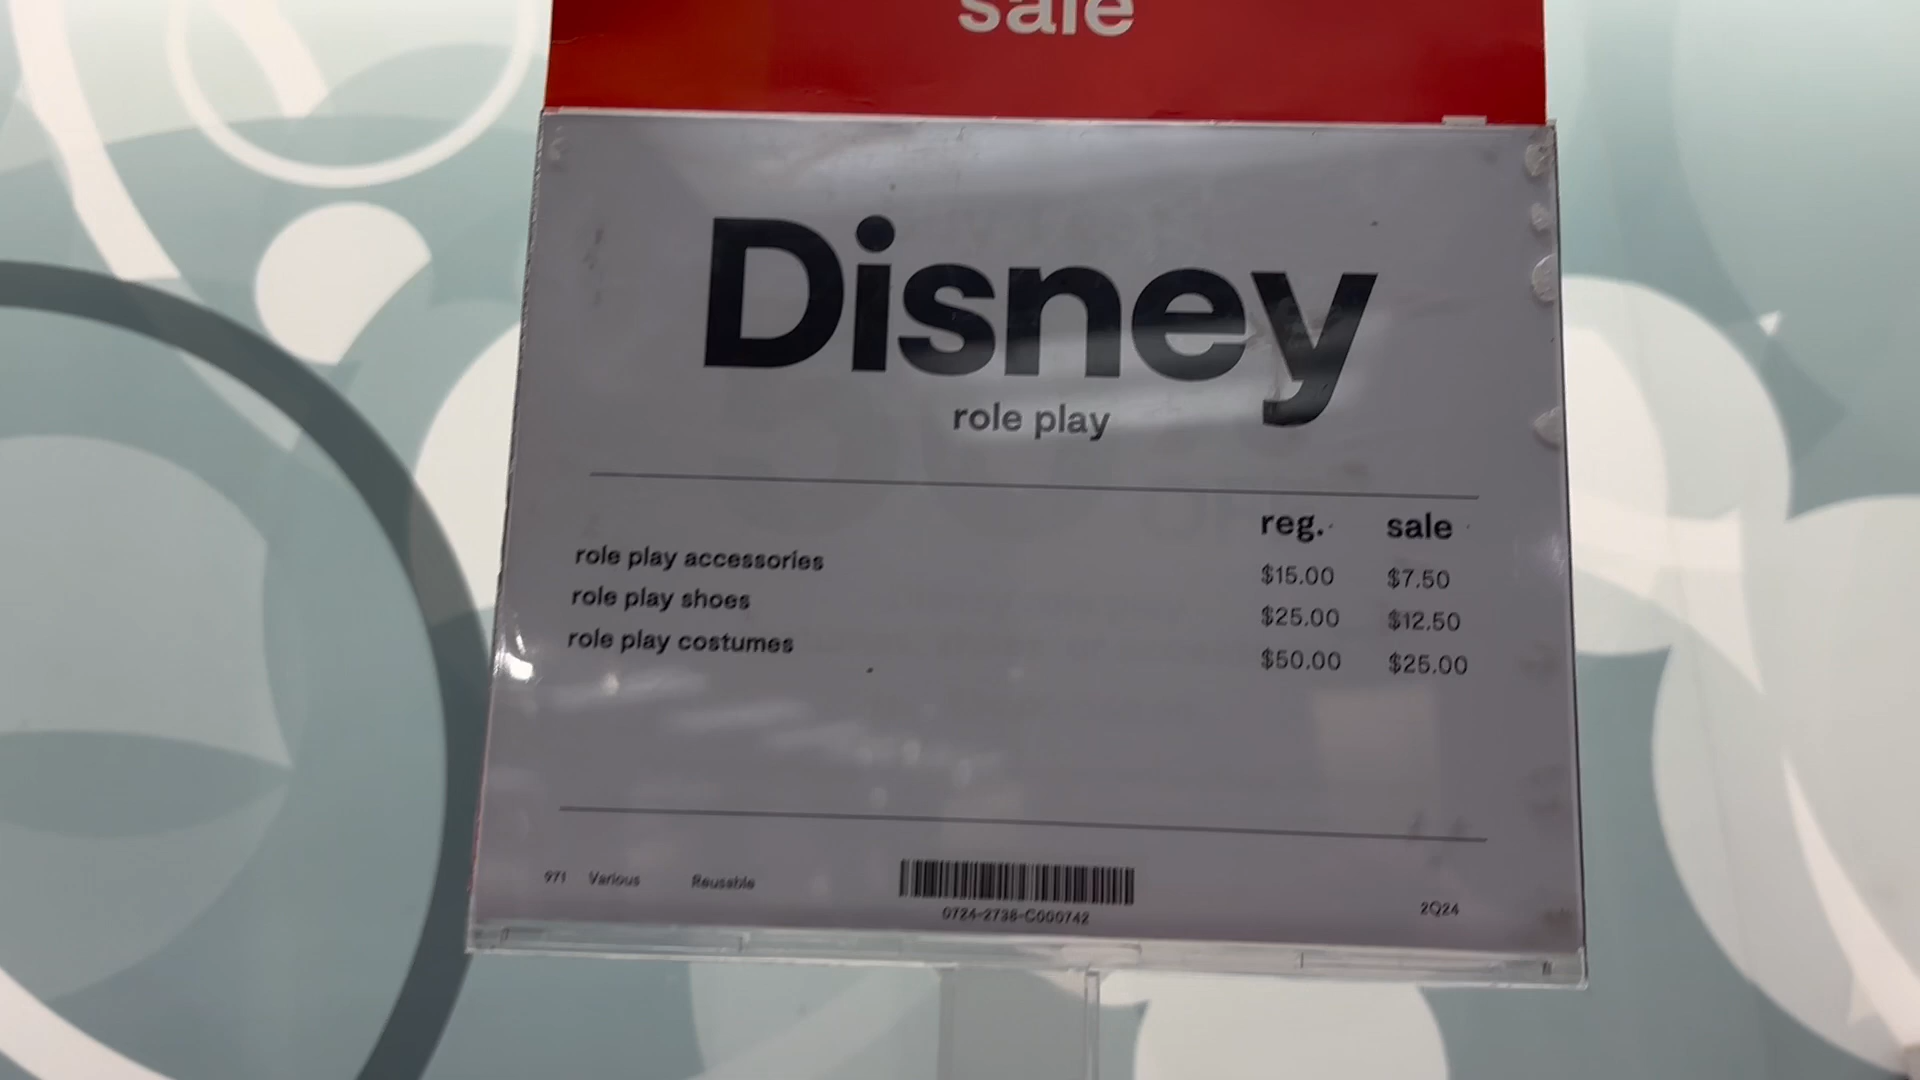 sale
Disney
role play
reg. sale
role play accessories $15.00 $7.50
role play shoes $25.00 $12.50
role play costumes $50.00 $25.00
971 Various Reusable
0724-2738-C000742
2Q24